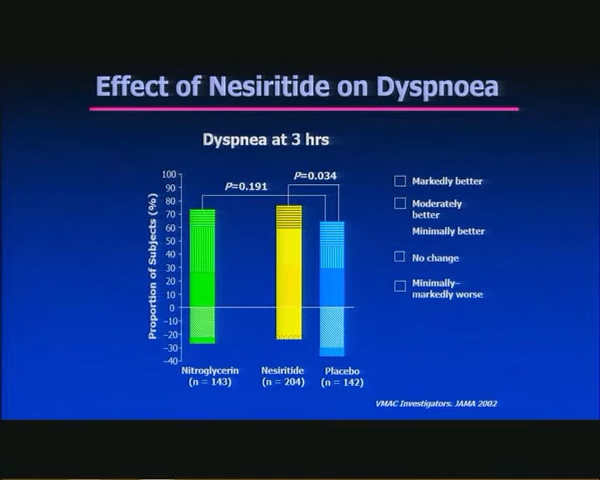 Effect of Nesiritide on Dyspnoea
Dyspnea at 3 hrs
Proportion of Subjects (%)
100
90
80
70
60
50
40
30
20
10
0
–10
–20
–30
–40
P=0.191
P=0.034
Nitroglycerin
(n = 143)
Nesiritide
(n = 204)
Placebo
(n = 142)
Markedly better
Moderately
better
Minimally better
No change
Minimally–
markedly worse
VMAC Investigators. JAMA 2002